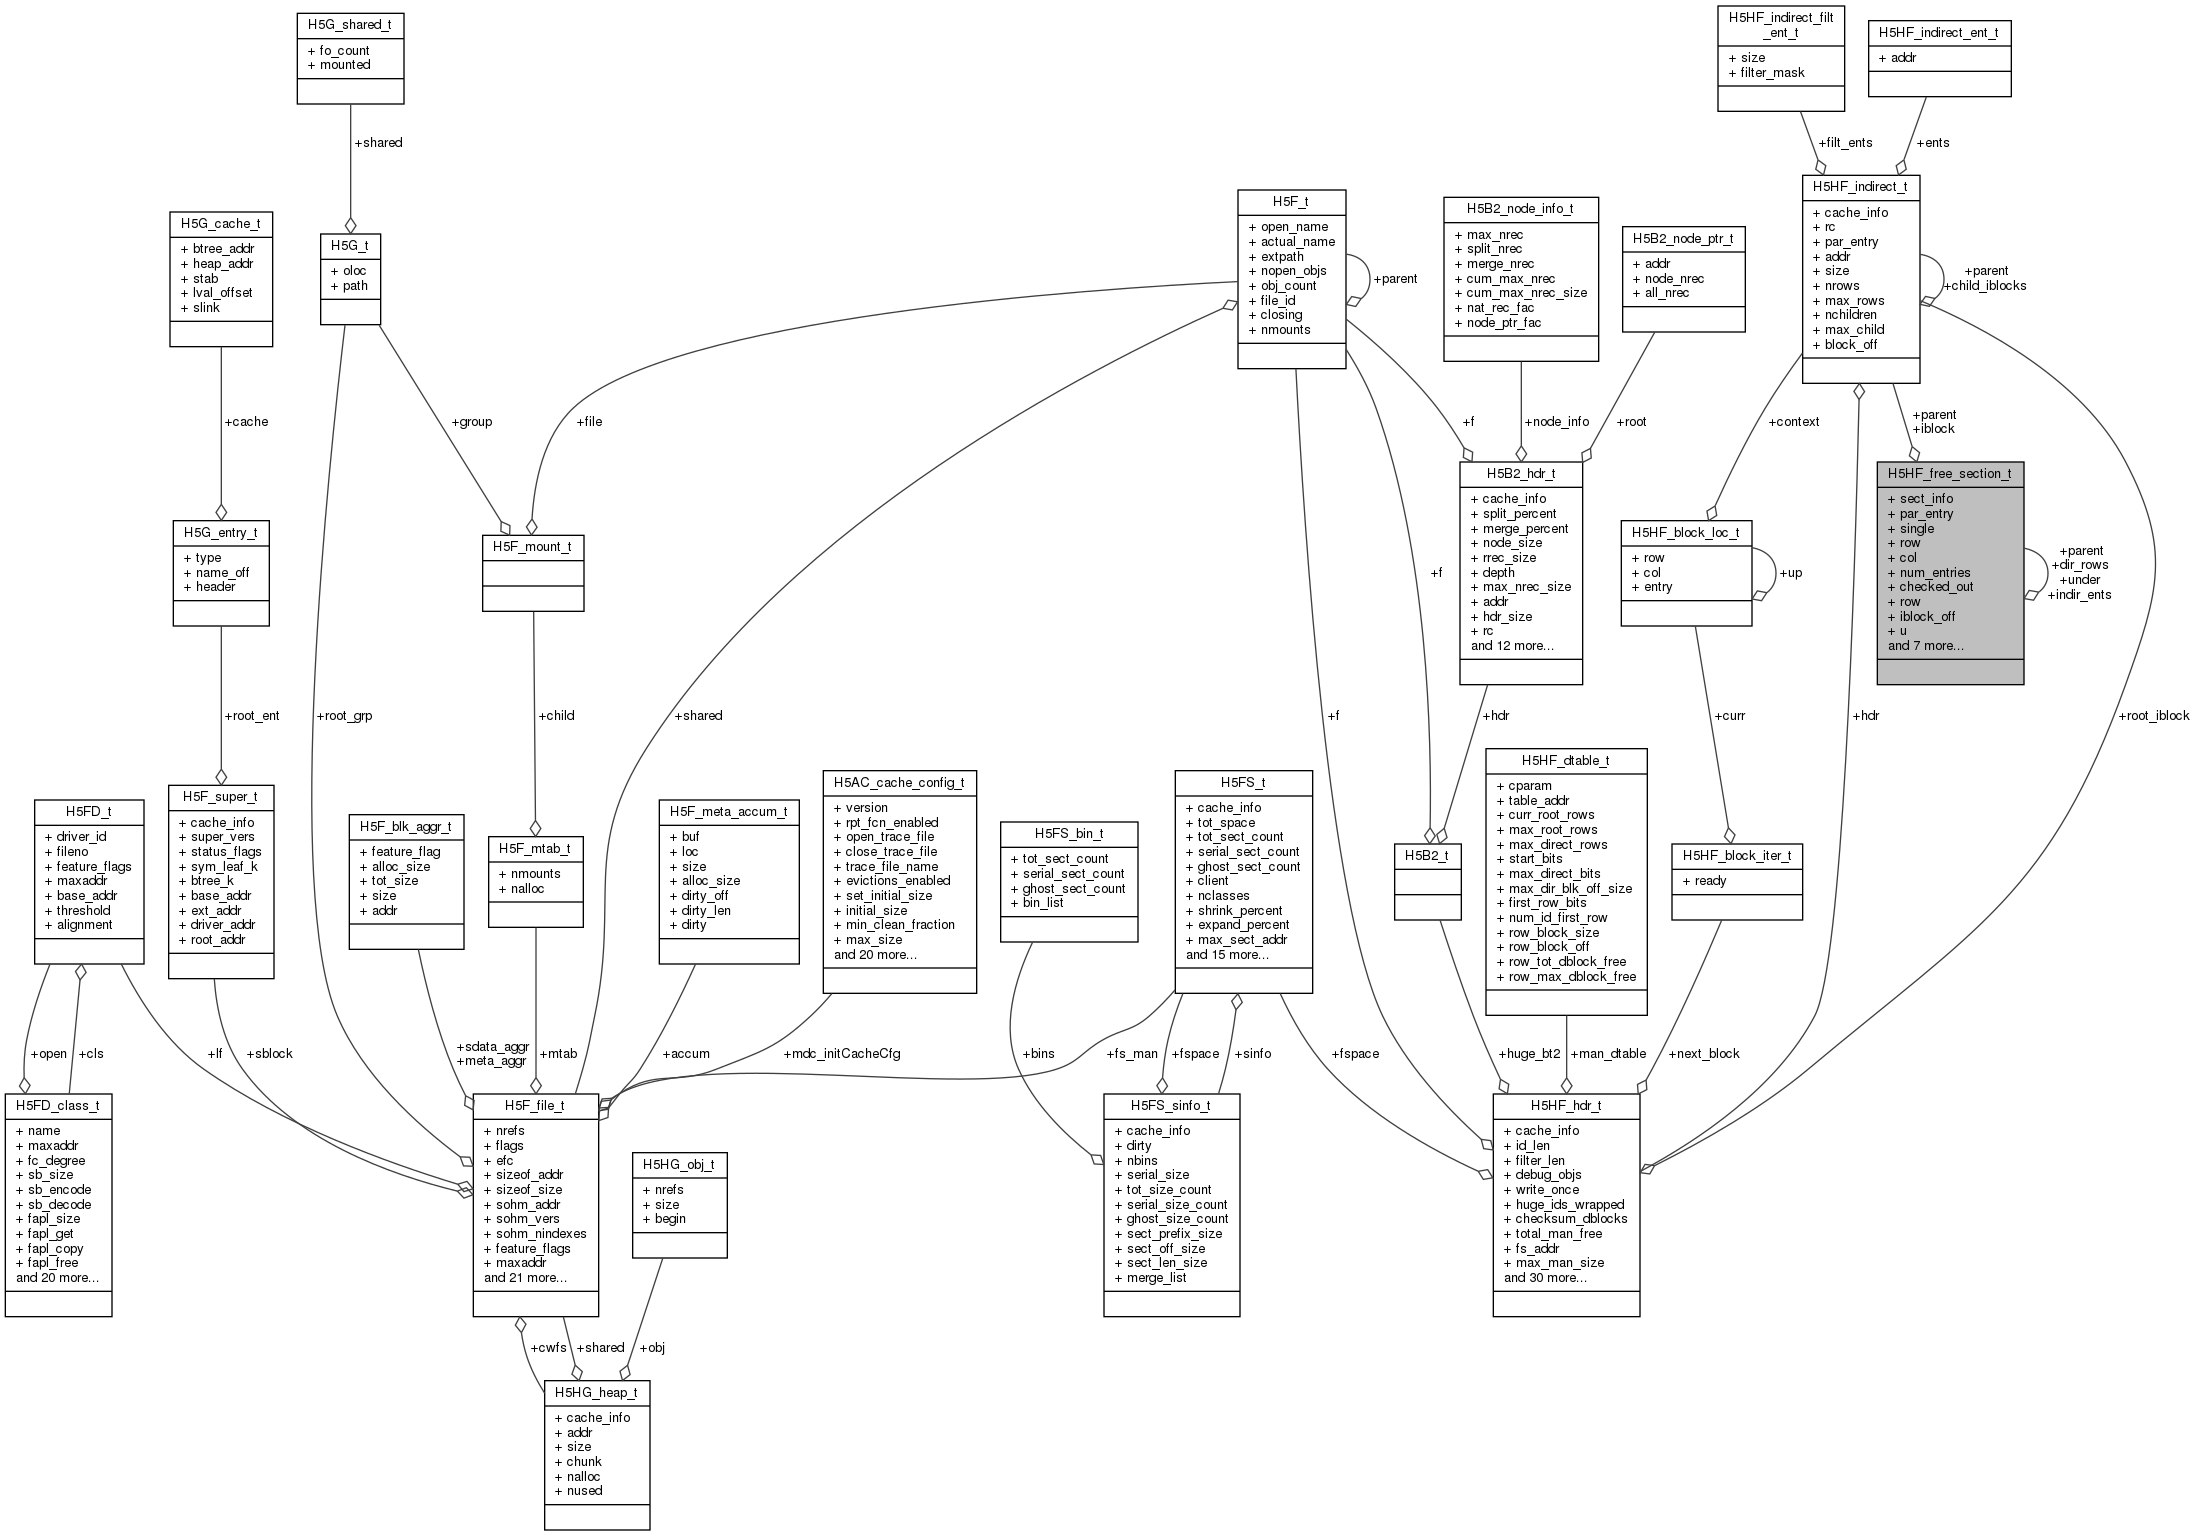 H5G_shared_t
+ fo_count
+ mounted
H5HF_indirect_filt
_ent_t
+ size
+ filter_mask
H5HF_indirect_ent_t
+ addr
+shared
+filt_ents
+ents
H5G_cache_t
+ btree_addr
+ heap_addr
+ stab
+ lval_offset
+ slink
H5G_t
+ oloc
+ path
H5F_t
+ open_name
+ actual_name
+ extpath
+ nopen_objs
+ obj_count
+ file_id
+ closing
+ nmounts
+parent
H5B2_node_info_t
+ max_nrec
+ split_nrec
+ merge_nrec
+ cum_max_nrec
+ cum_max_nrec_size
+ nat_rec_fac
+ node_ptr_fac
H5B2_node_ptr_t
+ addr
+ node_nrec
+ all_nrec
H5HF_indirect_t
+ cache_info
+ rc
+ par_entry
+ addr
+ size
+ nrows
+ max_rows
+ nchildren
+ max_child
+ block_off
+parent
+child_iblocks
+cache
+group
+file
+f
+node_info
+root
+context
+parent
+iblock
H5G_entry_t
+ type
+ name_off
+ header
H5F_mount_t
+f
H5B2_hdr_t
+ cache_info
+ split_percent
+ merge_percent
+ node_size
+ rrec_size
+ depth
+ max_nrec_size
+ addr
+ hdr_size
+ rc
and 12 more...
H5HF_block_loc_t
+ row
+ col
+ entry
+up
H5HF_free_section_t
+ sect_info
+ par_entry
+ single
+ row
+ col
+ num_entries
+ checked_out
+ row
+ iblock_off
+ u
and 7 more...
+parent
+dir_rows
+under
+indir_ents
+root_ent
+root_grp
+child
+shared
+f
+hdr
+curr
+hdr
+root_iblock
H5FD_t
+ driver_id
+ fileno
+ feature_flags
+ maxaddr
+ base_addr
+ threshold
+ alignment
H5F_super_t
+ cache_info
+ super_vers
+ status_flags
+ sym_leaf_k
+ btree_k
+ base_addr
+ ext_addr
+ driver_addr
+ root_addr
H5F_blk_aggr_t
+ feature_flag
+ alloc_size
+ tot_size
+ size
+ addr
H5F_mtab_t
+ nmounts
+ nalloc
H5F_meta_accum_t
+ buf
+ loc
+ size
+ alloc_size
+ dirty_off
+ dirty_len
+ dirty
H5AC_cache_config_t
+ version
+ rpt_fcn_enabled
+ open_trace_file
+ close_trace_file
+ trace_file_name
+ evictions_enabled
+ set_initial_size
+ initial_size
+ min_clean_fraction
+ max_size
and 20 more...
H5FS_bin_t
+ tot_sect_count
+ serial_sect_count
+ ghost_sect_count
+ bin_list
H5FS_t
+ cache_info
+ tot_space
+ tot_sect_count
+ serial_sect_count
+ ghost_sect_count
+ client
+ nclasses
+ shrink_percent
+ expand_percent
+ max_sect_addr
and 15 more...
H5B2_t
H5HF_dtable_t
+ cparam
+ table_addr
+ curr_root_rows
+ max_root_rows
+ max_direct_rows
+ start_bits
+ max_direct_bits
+ max_dir_blk_off_size
+ first_row_bits
+ num_id_first_row
+ row_block_size
+ row_block_off
+ row_tot_dblock_free
+ row_max_dblock_free
H5HF_block_iter_t
+ ready
+open
+cls
+lf
+sblock
+sdata_aggr
+meta_aggr
+mtab
+accum
+mdc_initCacheCfg
+bins
+fs_man
+fspace
+sinfo
+fspace
+huge_bt2
+man_dtable
+next_block
H5FD_class_t
+ name
+ maxaddr
+ fc_degree
+ sb_size
+ sb_encode
+ sb_decode
+ fapl_size
+ fapl_get
+ fapl_copy
+ fapl_free
and 20 more...
H5F_file_t
+ nrefs
+ flags
+ efc
+ sizeof_addr
+ sizeof_size
+ sohm_addr
+ sohm_vers
+ sohm_nindexes
+ feature_flags
+ maxaddr
and 21 more...
H5HG_obj_t
+ nrefs
+ size
+ begin
H5FS_sinfo_t
+ cache_info
+ dirty
+ nbins
+ serial_size
+ tot_size_count
+ serial_size_count
+ ghost_size_count
+ sect_prefix_size
+ sect_off_size
+ sect_len_size
+ merge_list
H5HF_hdr_t
+ cache_info
+ id_len
+ filter_len
+ debug_objs
+ write_once
+ huge_ids_wrapped
+ checksum_dblocks
+ total_man_free
+ fs_addr
+ max_man_size
and 30 more...
+cwfs
+shared
+obj
H5HG_heap_t
+ cache_info
+ addr
+ size
+ chunk
+ nalloc
+ nused